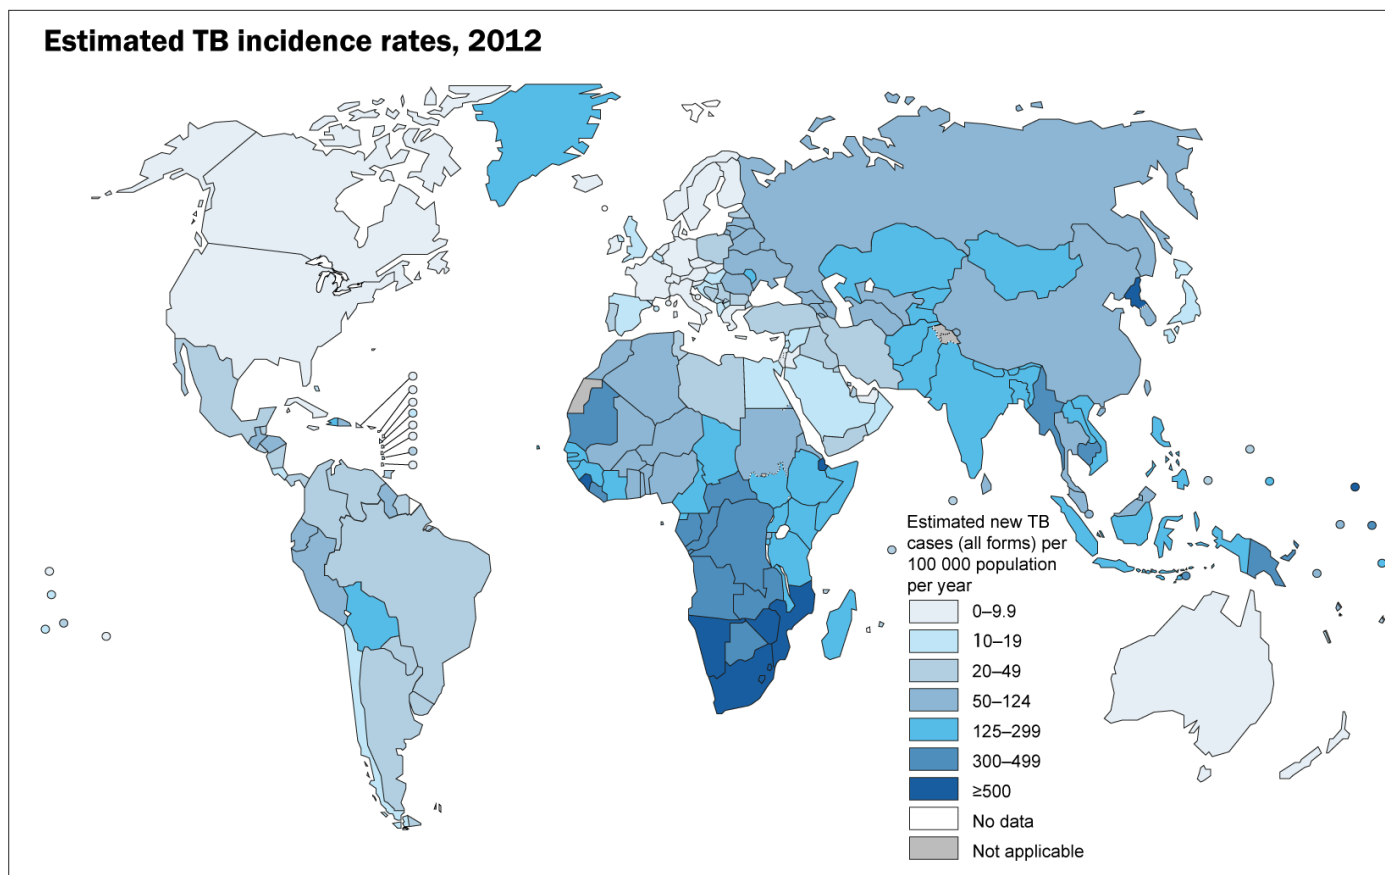 Estimated TB incidence rates, 2012
Estimated new TB
cases (all forms) per
100 000 population
per year
0–9.9
10–19
20–49
50–124
125–299
300–499
≥500
No data
Not applicable